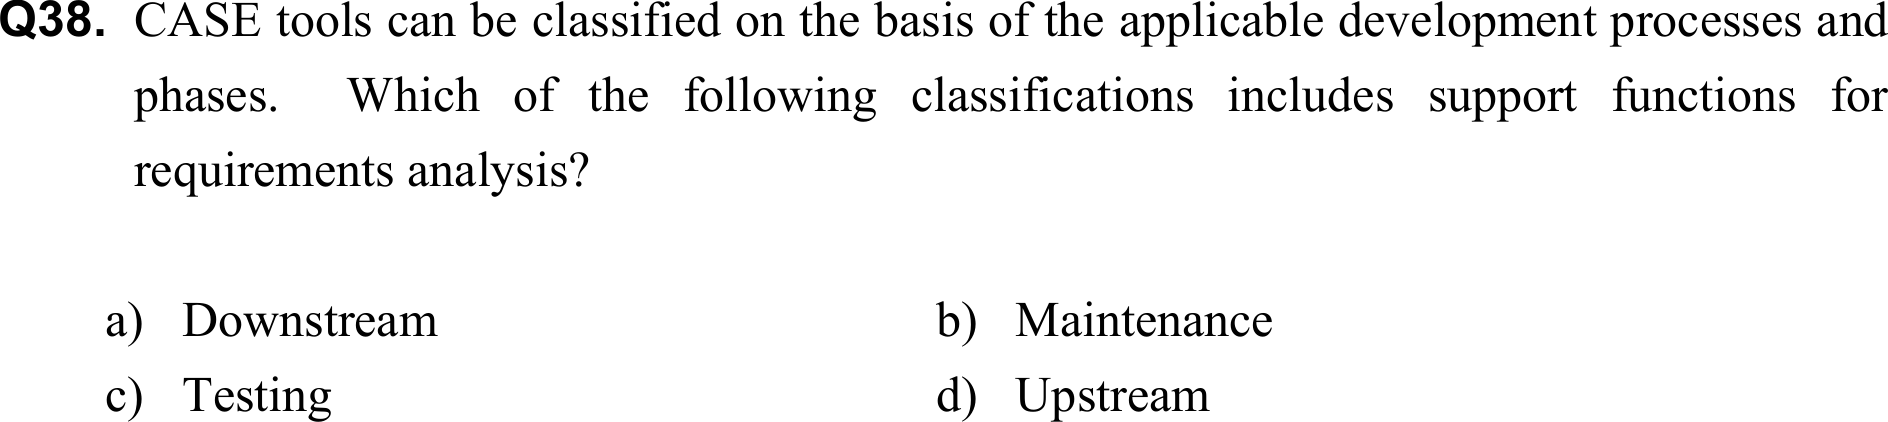 Q38. CASE tools can be classified on the basis of the applicable development processes and
phases. Which of the following classifications includes support functions for
requirements analysis?
a) Downstream b) Maintenance
c) Testing d) Upstream